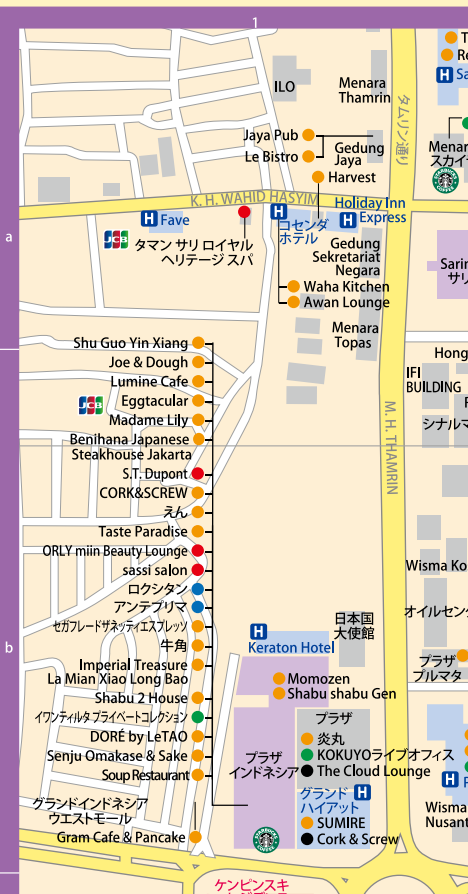 1
T
Re
Sa
ILO
Menara
Thamrin
タムリン通り
Jaya Pub
Le Bistro
Gedung
Jaya
Harvest
Menar
スカイ
STARBUCKS COFFEE
K. H. WAHID HASYIM
H Fave
H
コセンダ
ホテル
Holiday Inn
H Express
a
JCB
タマン サリ ロイヤル
ヘリテージ スパ
Gedung
Sekretariat
Negara
Sarin
サリ
Waha Kitchen
Awan Lounge
Menara
Topas
Shu Guo Yin Xiang
Joe & Dough
Lumine Cafe
Eggtacular
JCB
Madame Lily
Benihana Japanese
Steakhouse Jakarta
S.T. Dupont
CORK&SCREW
えん
Taste Paradise
ORLY miin Beauty Lounge
sassi salon
ロクシタン
アンテプリマ
セガフレードザネッティエスプレッソ
牛角
Imperial Treasure
La Mian Xiao Long Bao
Shabu 2 House
イワンティルタ プライベートコレクション
DORÉ by LeTAO
Senju Omakase & Sake
Soup Restaurant
グランドインドネシア
ウエストモール
Gram Cafe & Pancake
b
Hong
IFI
BUILDING
シナルマ
M. H. THAMRIN
Wisma Ko
オイルセン
日本国
大使館
H
Keraton Hotel
プラザ
プルマタ
Momozen
Shabu shabu Gen
プラザ
インドネシア
プラザ
炎丸
KOKUYOライブオフィス
The Cloud Lounge
グランド H
ハイアット
SUMIRE
Cork & Screw
STARBUCKS COFFEE
H
Wisma
Nusant
ケンピンスキ